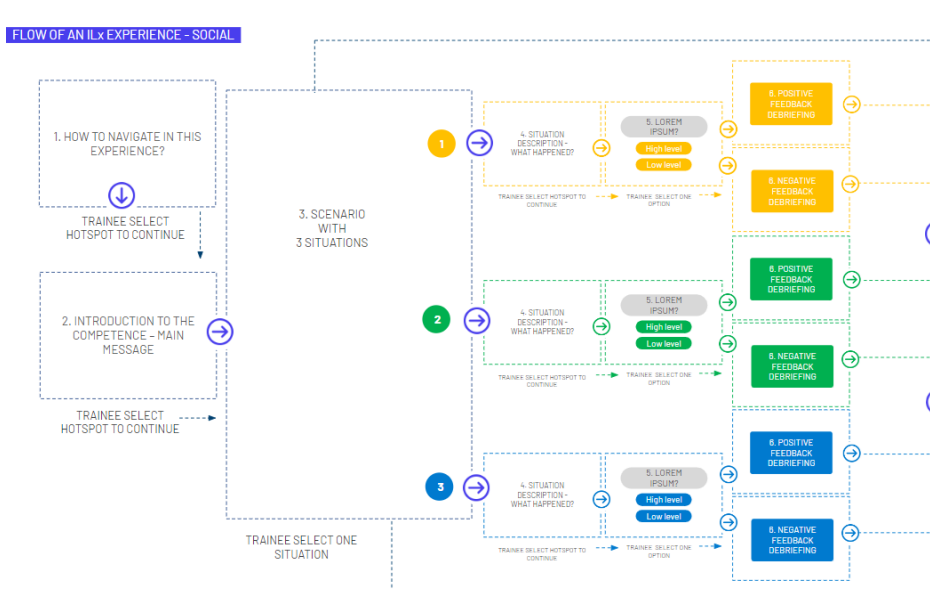 FLOW OF AN ILx EXPERIENCE - SOCIAL
1. HOW TO NAVIGATE IN THIS
EXPERIENCE?
TRAINEE SELECT
HOTSPOT TO CONTINUE
2. INTRODUCTION TO THE
COMPETENCE – MAIN
MESSAGE
TRAINEE SELECT
HOTSPOT TO CONTINUE
3. SCENARIO
WITH
3 SITUATIONS
TRAINEE SELECT ONE
SITUATION
1
4. SITUATION
DESCRIPTION -
WHAT HAPPENED?
TRAINEE SELECT HOTSPOT TO
CONTINUE
5. LOREM
IPSUM?
High level
Low level
TRAINEE SELECT ONE
OPTION
6. POSITIVE
FEEDBACK
DEBRIEFING
6. NEGATIVE
FEEDBACK
DEBRIEFING
2
4. SITUATION
DESCRIPTION -
WHAT HAPPENED?
TRAINEE SELECT HOTSPOT TO
CONTINUE
5. LOREM
IPSUM?
High level
Low level
TRAINEE SELECT ONE
OPTION
6. POSITIVE
FEEDBACK
DEBRIEFING
6. NEGATIVE
FEEDBACK
DEBRIEFING
3
4. SITUATION
DESCRIPTION -
WHAT HAPPENED?
TRAINEE SELECT HOTSPOT TO
CONTINUE
5. LOREM
IPSUM?
High level
Low level
TRAINEE SELECT ONE
OPTION
6. POSITIVE
FEEDBACK
DEBRIEFING
6. NEGATIVE
FEEDBACK
DEBRIEFING